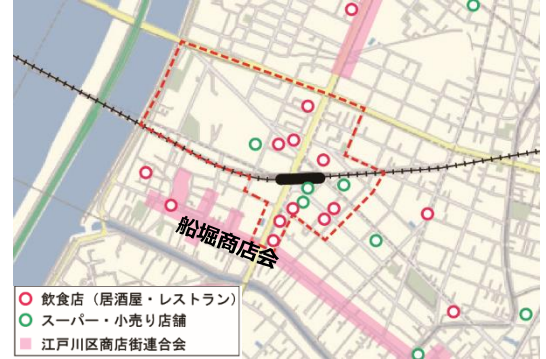 船堀商店会
飲食店（居酒屋・レストラン）
スーパー・小売り店舗
江戸川区商店街連合会